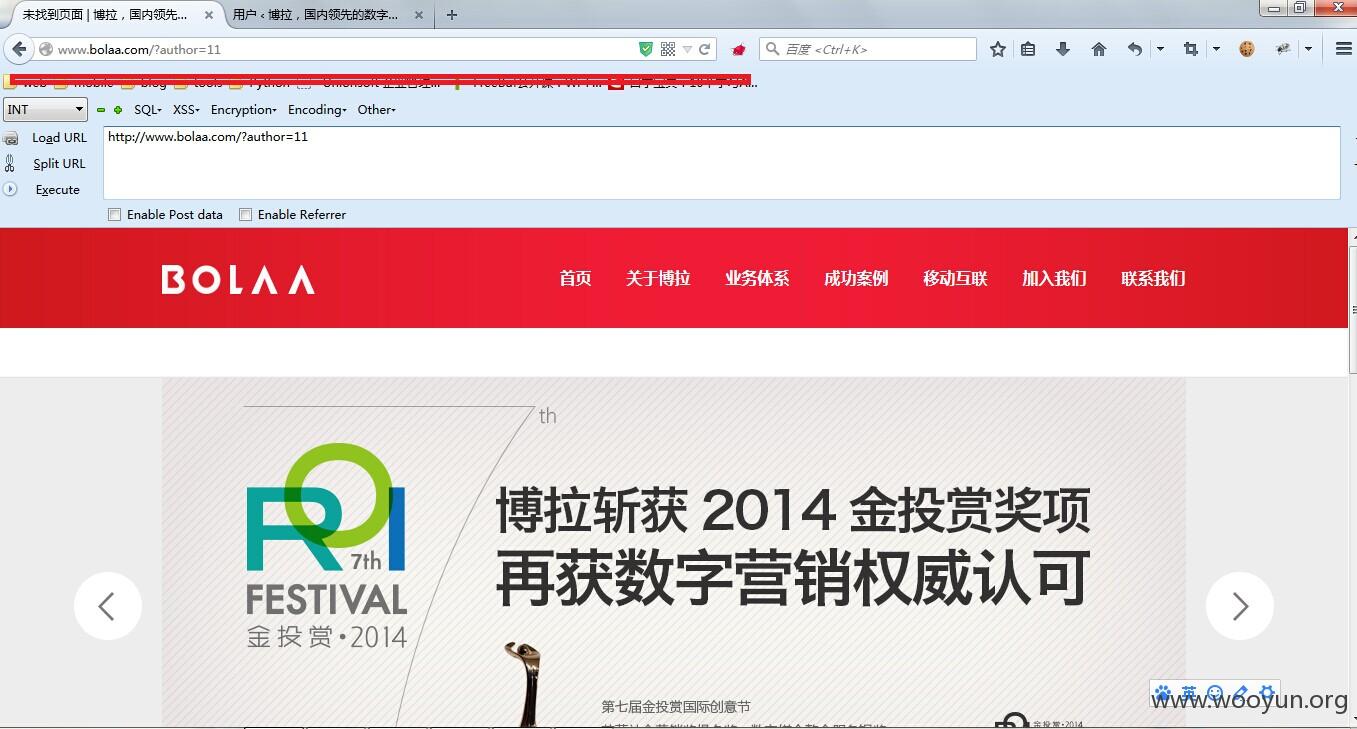 未找到页面 | 博拉，国内领先...
用户 ‹ 博拉，国内领先的数字...
www.bolaa.com/?author=11
百度 <Ctrl+K>
INT
SQL
XSS
Encryption
Encoding
Other
Load URL
Split URL
Execute
http://www.bolaa.com/?author=11
Enable Post data
Enable Referrer
BOLAA
首页
关于博拉
业务体系
成功案例
移动互联
加入我们
联系我们
7th
ROI
7th
FESTIVAL
金投赏·2014
博拉斩获 2014 金投赏奖项
再获数字营销权威认可
第七届金投赏国际创意节
英
www.wooyun.org